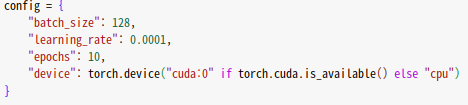 config = {
    "batch_size": 128,
    "learning_rate": 0.0001,
    "epochs": 10,
    "device": torch.device("cuda:0" if torch.cuda.is_available() else "cpu")
}